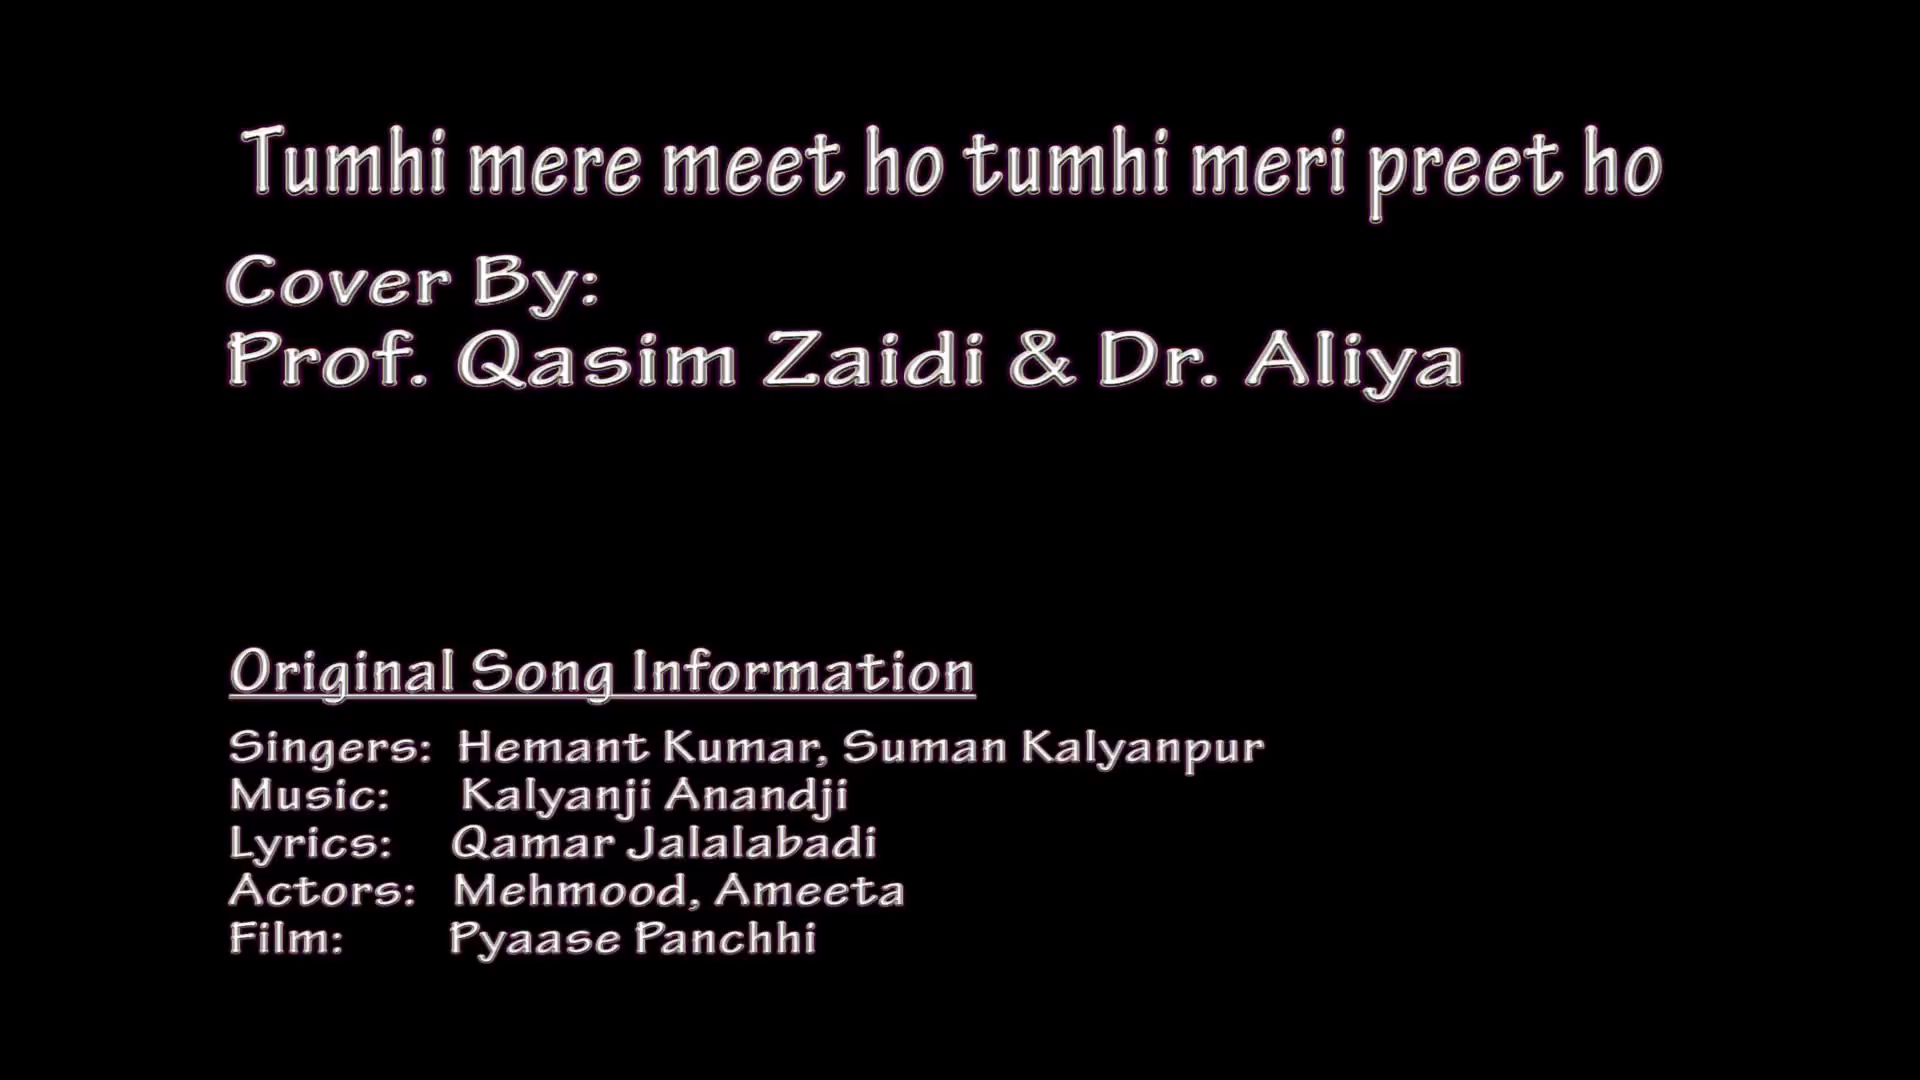 Tumhi mere meet ho tumhi meri preet ho
Cover By:
Prof. Qasim Zaidi & Dr. Aliya
Original Song Information
Singers: Hemant Kumar, Suman Kalyanpur
Music: Kalyanji Anandji
Lyrics: Qamar Jalalabadi
Actors: Mehmood, Ameeta
Film: Pyaase Panchhi